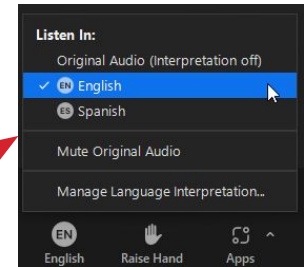 Listen In:
Original Audio (Interpretation off)
EN English
ES Spanish
Mute Original Audio
Manage Language Interpretation...
EN
English Raise Hand Apps